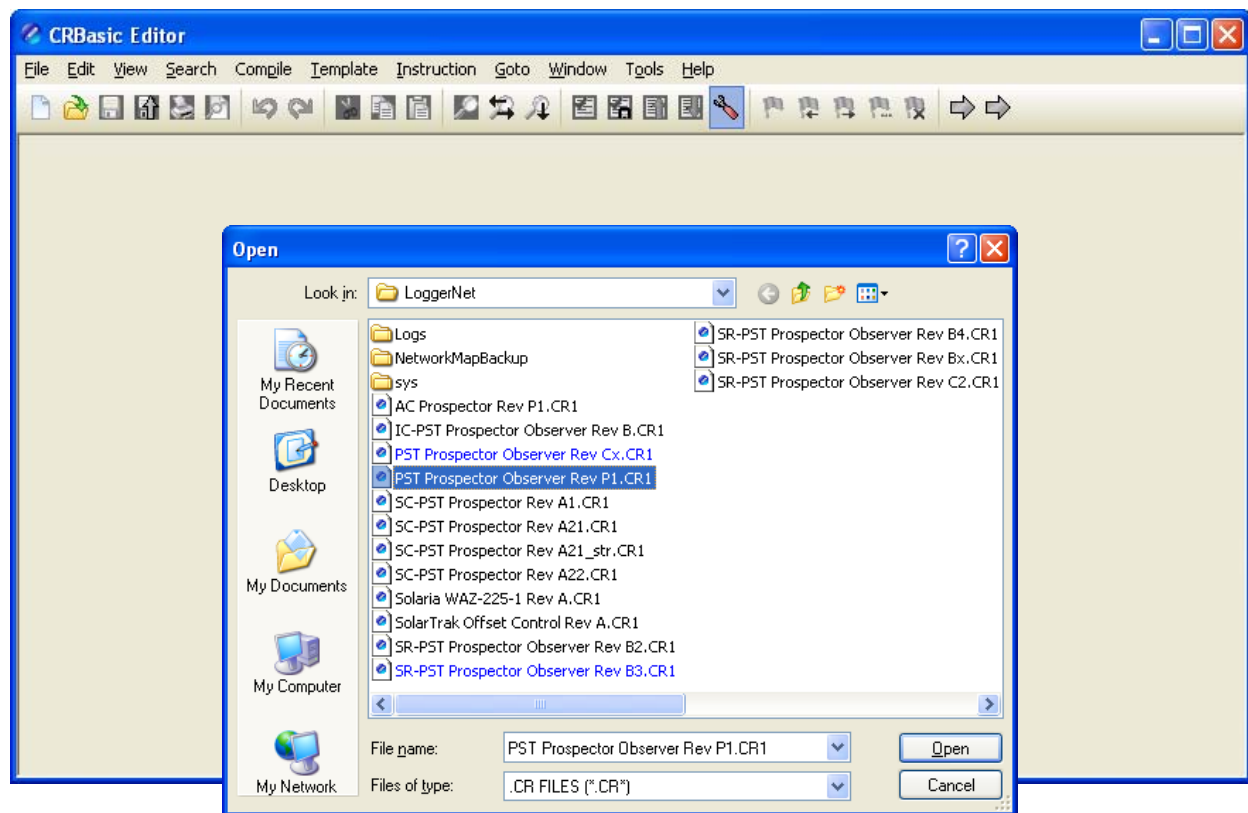 CRBasic Editor
File Edit View Search Compile Template Instruction Goto Window Tools Help
Open
Look in: LoggerNet
My Recent Documents
Desktop
My Documents
My Computer
My Network
Logs
NetworkMapBackup
sys
AC Prospector Rev P1.CR1
IC-PST Prospector Observer Rev B.CR1
PST Prospector Observer Rev Cx.CR1
PST Prospector Observer Rev P1.CR1
SC-PST Prospector Rev A1.CR1
SC-PST Prospector Rev A21.CR1
SC-PST Prospector Rev A21_str.CR1
SC-PST Prospector Rev A22.CR1
Solaria WAZ-225-1 Rev A.CR1
SolarTrak Offset Control Rev A.CR1
SR-PST Prospector Observer Rev B2.CR1
SR-PST Prospector Observer Rev B3.CR1
SR-PST Prospector Observer Rev B4.CR1
SR-PST Prospector Observer Rev Bx.CR1
SR-PST Prospector Observer Rev C2.CR1
File name: PST Prospector Observer Rev P1.CR1 Open
Files of type: .CR FILES (*.CR*) Cancel